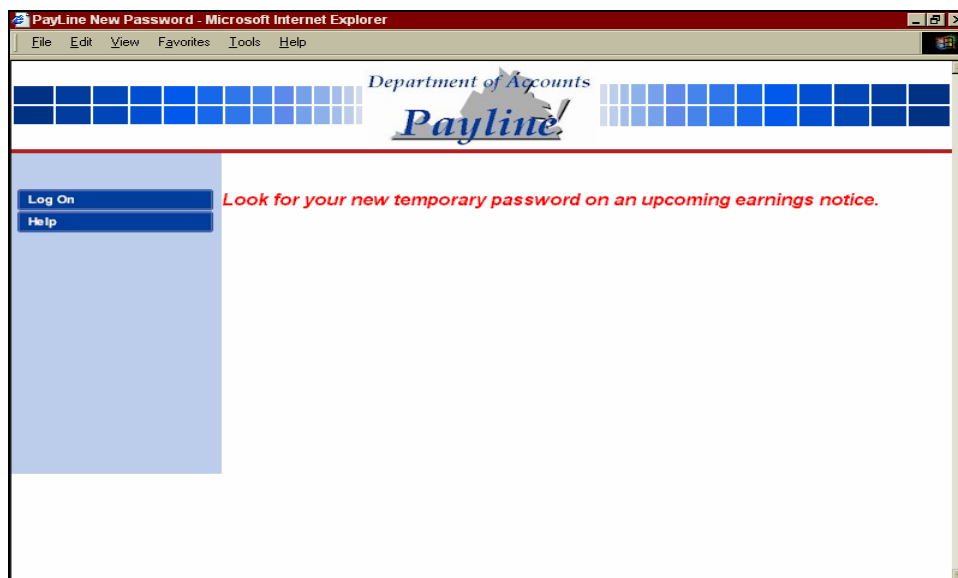 PayLine New Password - Microsoft Internet Explorer
File Edit View Favorites Tools Help
Department of Accounts
Payline
Log On
Look for your new temporary password on an upcoming earnings notice.
Help